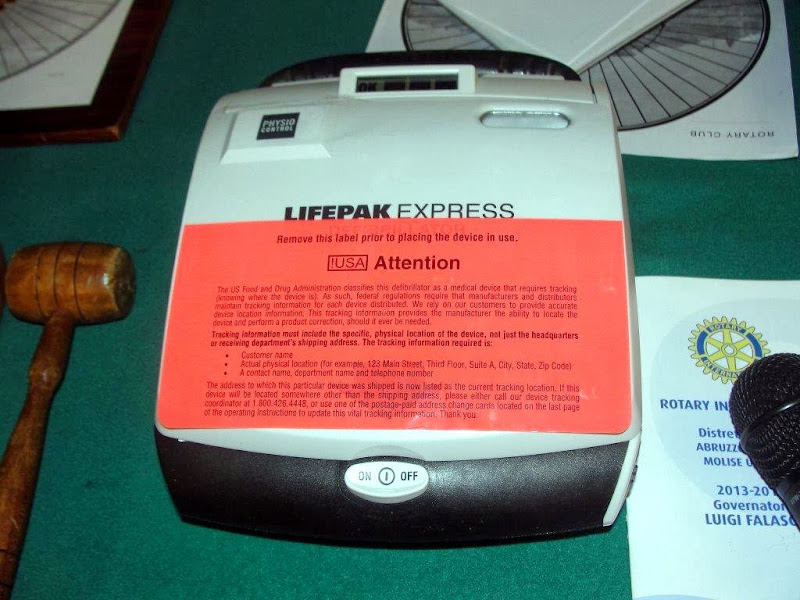 OK
PHYSIO
CONTROL
ROTARY CLUB
LIFEPAK EXPRESS
DEFIBRILLATOR
Remove this label prior to placing the device in use.
!USA Attention
The US Food and Drug Administration classifies this defibrillator as a medical device that requires tracking
(knowing where the device is). As such, federal regulations require that manufacturers and distributors
maintain tracking information for each device distributed. We rely on our customers to provide accurate
device location information. This tracking information provides the manufacturer the ability to locate the
device and perform a product correction, should it ever be needed.
Tracking information must include the specific, physical location of the device, not just the headquarters
or receiving department's shipping address. The tracking information required is:
• Customer name
• Actual physical location (for example, 123 Main Street, Third Floor, Suite A, City, State, Zip Code)
• A contact name, department name and telephone number
The address to which this particular device was shipped is now listed as the current tracking location. If this
device will be located somewhere other than the shipping address, please either call our device tracking
coordinator at 1.800.426.4448, or use one of the postage-paid address change cards located on the last page
of the operating instructions to update this vital tracking information. Thank you.
ON OFF
ROTARY
ROTARY IN
Distre
ABRUZZ
MOLISE U
2013-201
Governator
LUIGI FALASC